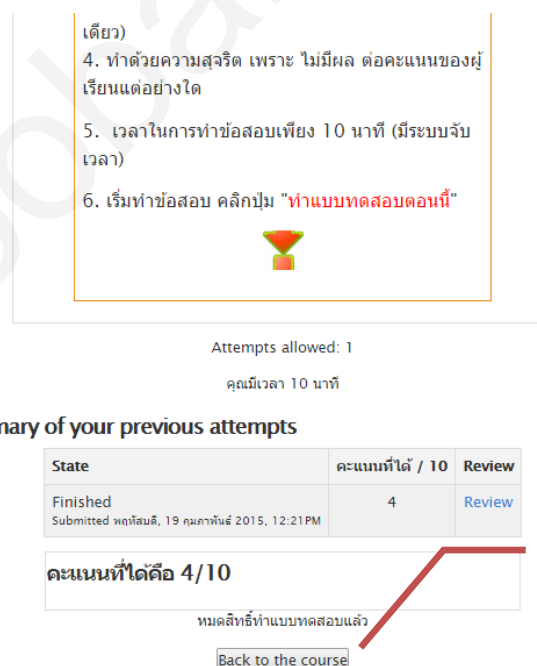 เดียว)
4. ทำด้วยความสุจริต เพราะ ไม่มีผล ต่อคะแนนของผู้
เรียนแต่อย่างใด
5. เวลาในการทำข้อสอบเพียง 10 นาที (มีระบบจับ
เวลา)
6. เริ่มทำข้อสอบ คลิกปุ่ม "ทำแบบทดสอบตอนนี้"
Attempts allowed: 1
คุณมีเวลา 10 นาที
mary of your previous attempts
State คะแนนที่ได้ / 10 Review
Finished 4 Review
Submitted พฤหัสบดี, 19 กุมภาพันธ์ 2015, 12:21PM
คะแนนที่ได้คือ 4/10
หมดสิทธิ์ทำแบบทดสอบแล้ว
Back to the course